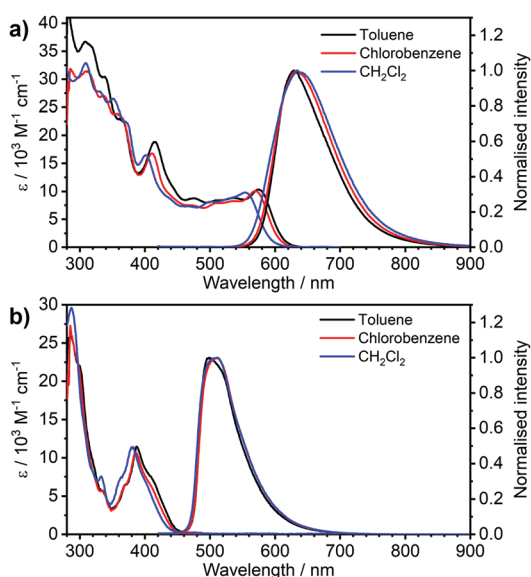 a)
40
35
30
25
20
15
10
5
0
ε / 10³ M⁻¹ cm⁻¹
Toluene
Chlorobenzene
CH₂Cl₂
1.2
1.0
0.8
0.6
0.4
0.2
0.0
Normalised intensity
300 400 500 600 700 800 900
Wavelength / nm
b)
30
25
20
15
10
5
0
ε / 10³ M⁻¹ cm⁻¹
Toluene
Chlorobenzene
CH₂Cl₂
1.2
1.0
0.8
0.6
0.4
0.2
0.0
Normalised intensity
300 400 500 600 700 800 900
Wavelength / nm